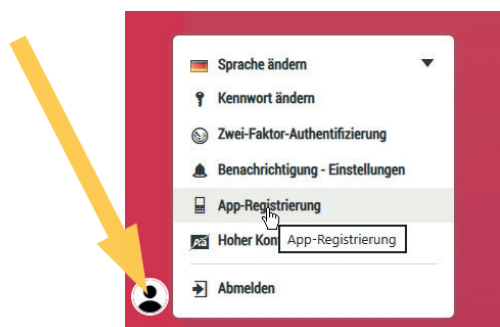 Sprache ändern
Kennwort ändern
Zwei-Faktor-Authentifizierung
Benachrichtigung - Einstellungen
App-Registrierung
Hoher Kon
App-Registrierung
Abmelden